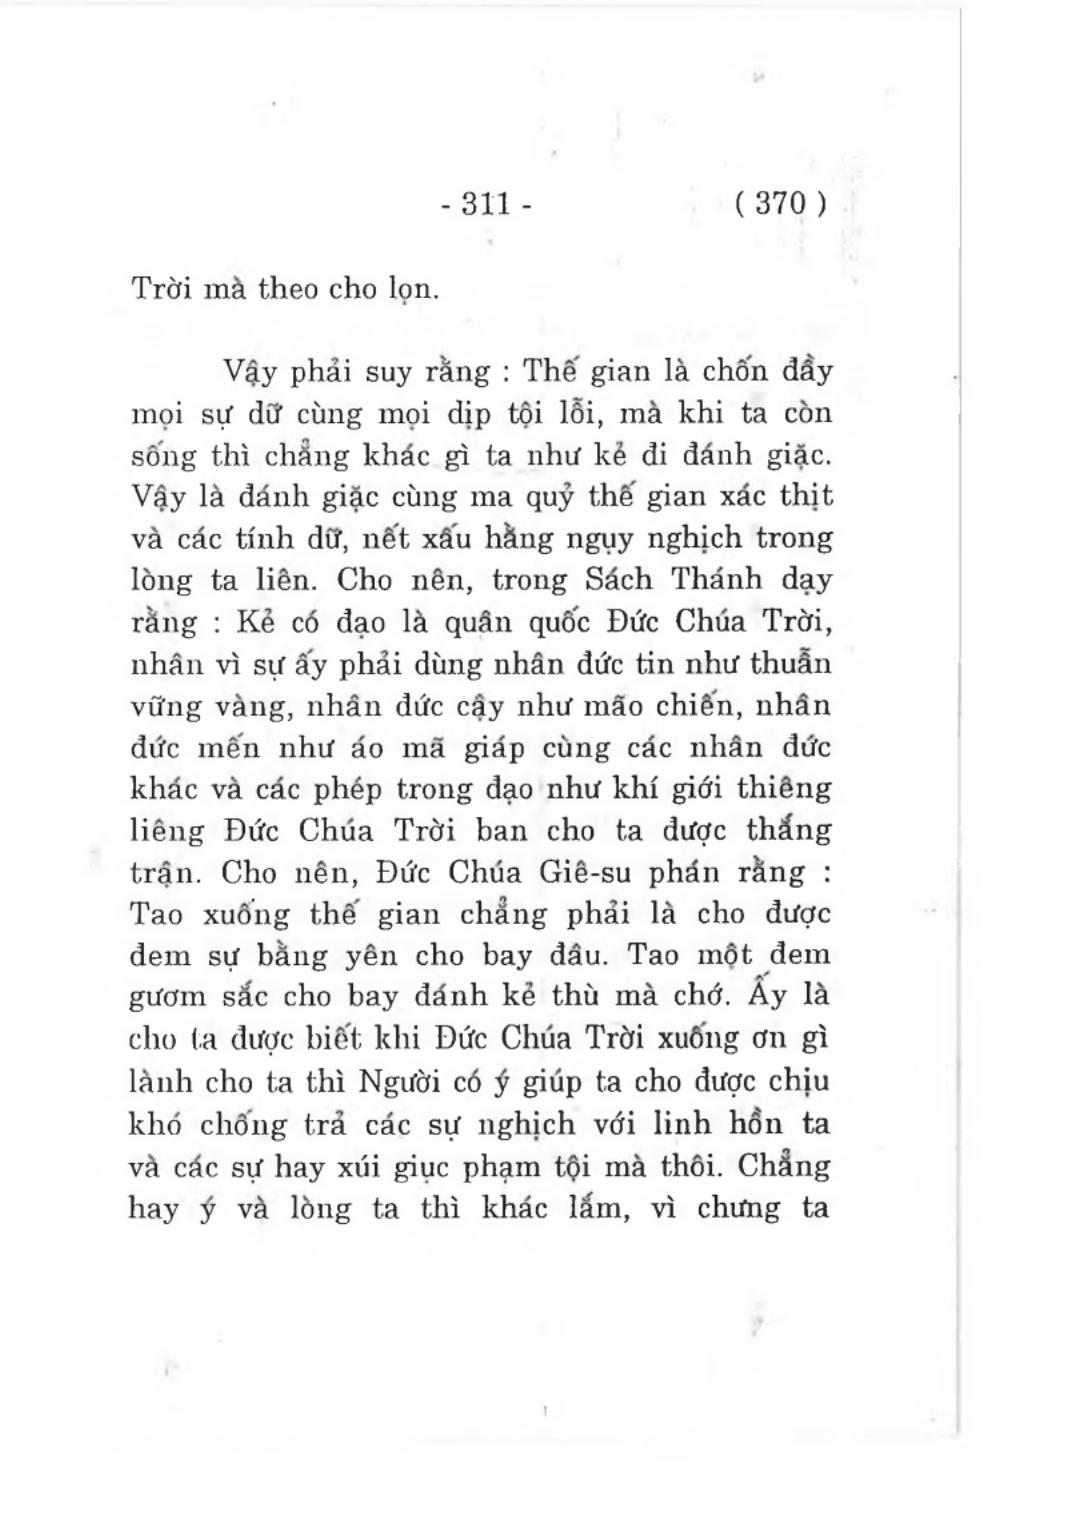 - 311 - ( 370 )
Trời mà theo cho lọn.
Vậy phải suy rằng : Thế gian là chốn đầy
mọi sự dữ cùng mọi dịp tội lỗi, mà khi ta còn
sống thì chẳng khác gì ta như kẻ đi đánh giặc.
Vậy là đánh giặc cùng ma quỷ thế gian xác thịt
và các tính dữ, nết xấu hằng ngụy nghịch trong
lòng ta liên. Cho nên, trong Sách Thánh dạy
rằng : Kẻ có đạo là quân quốc Đức Chúa Trời,
nhân vì sự ấy phải dùng nhân đức tin như thuẫn
vững vàng, nhân đức cậy như mão chiến, nhân
đức mến như áo mã giáp cùng các nhân đức
khác và các phép trong đạo như khí giới thiêng
liêng Đức Chúa Trời ban cho ta được thắng
trận. Cho nên, Đức Chúa Giê-su phán rằng :
Tao xuống thế gian chẳng phải là cho được
đem sự bằng yên cho bay đâu. Tao một đem
gươm sắc cho bay đánh kẻ thù mà chớ. Ấy là
cho ta được biết khi Đức Chúa Trời xuống ơn gì
lành cho ta thì Người có ý giúp ta cho được chịu
khó chống trả các sự nghịch với linh hồn ta
và các sự hay xúi giục phạm tội mà thôi. Chẳng
hay ý và lòng ta thì khác lắm, vì chưng ta